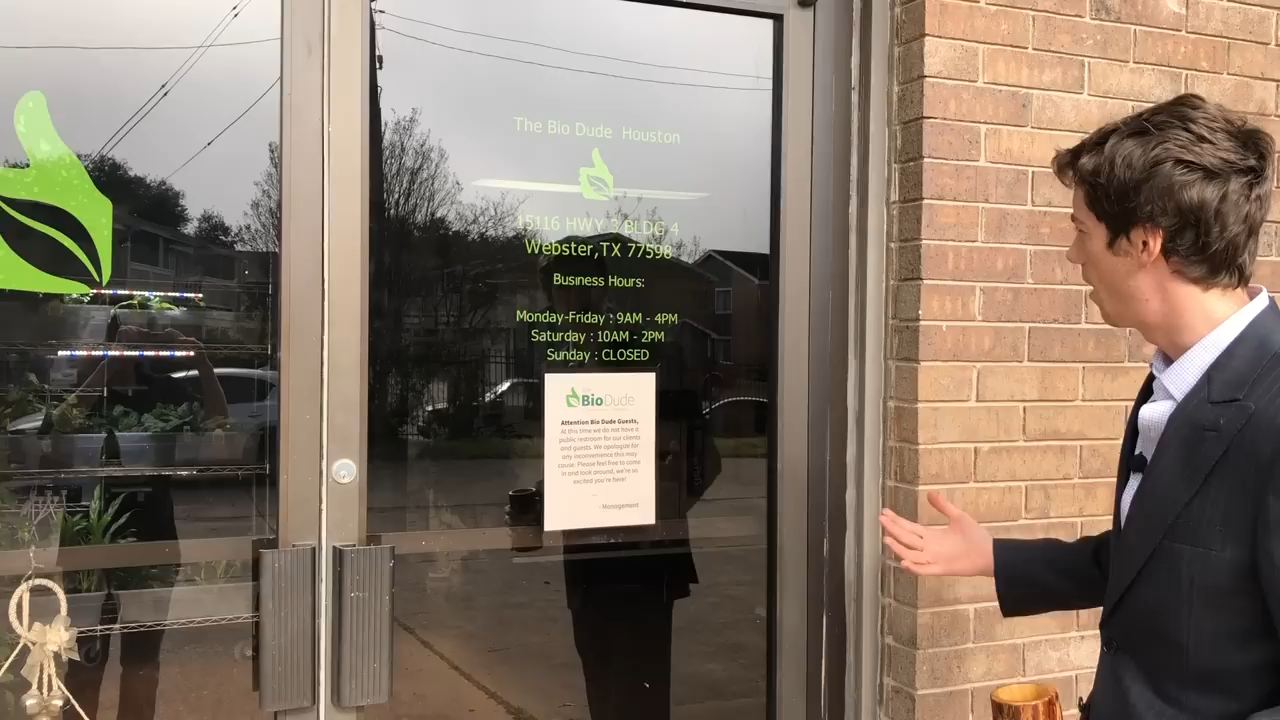 The Bio Dude Houston
15116 HWY 3 BLDG 4
Webster, TX 77598
Business Hours:
Monday-Friday : 9AM - 4PM
Saturday : 10AM - 2PM
Sunday : CLOSED
BioDude
Attention Bio Dude Guests,
At this time we do not have a
public restroom for our clients
and guests. We apologize for
any inconvenience this may
cause. Please feel free to come
in and look around, we're so
excited you're here!
- Management